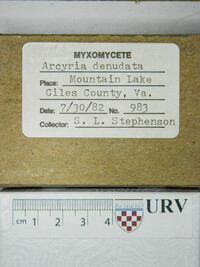 MYXOMYCETE
Arcyria denudata
Place: Mountain Lake
Giles County, Va.
Date: 7/30/82 No. 983
Collector: S. L. Stephenson
URV
cm 1 2 3 4